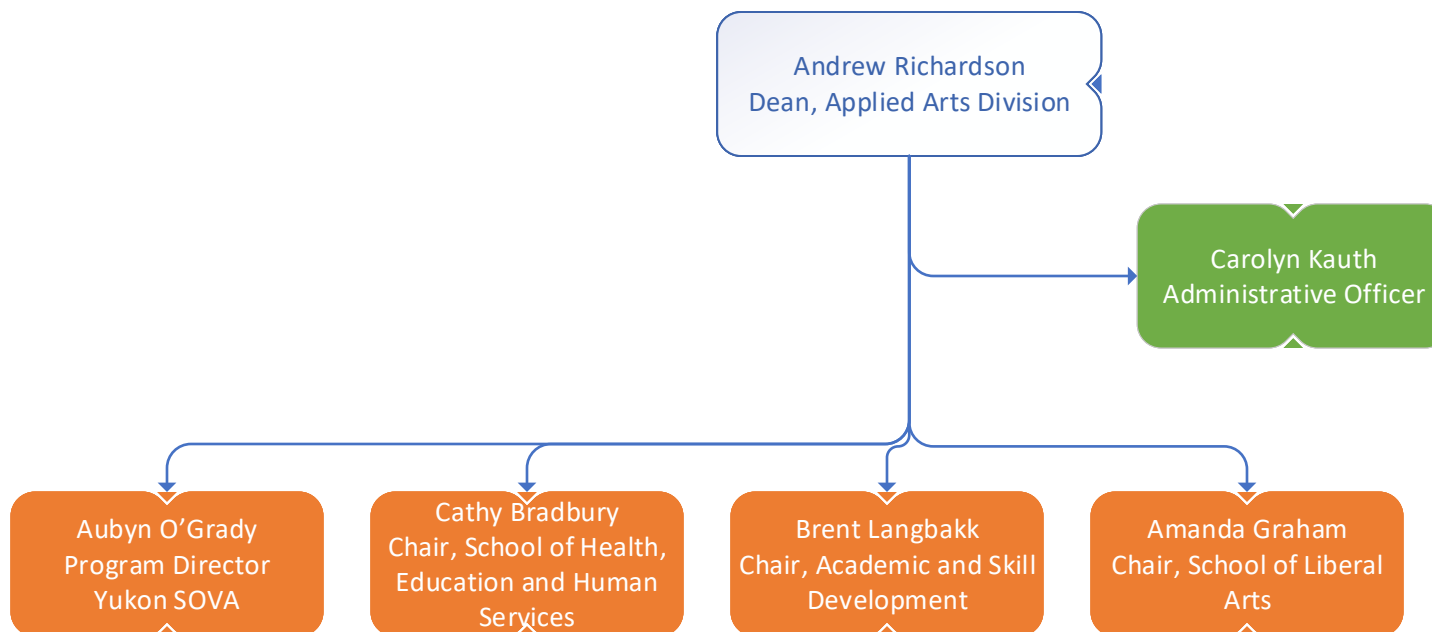 Andrew Richardson
Dean, Applied Arts Division
Carolyn Kauth
Administrative Officer
Aubyn O’Grady
Program Director
Yukon SOVA
Cathy Bradbury
Chair, School of Health,
Education and Human
Services
Brent Langbakk
Chair, Academic and Skill
Development
Amanda Graham
Chair, School of Liberal
Arts